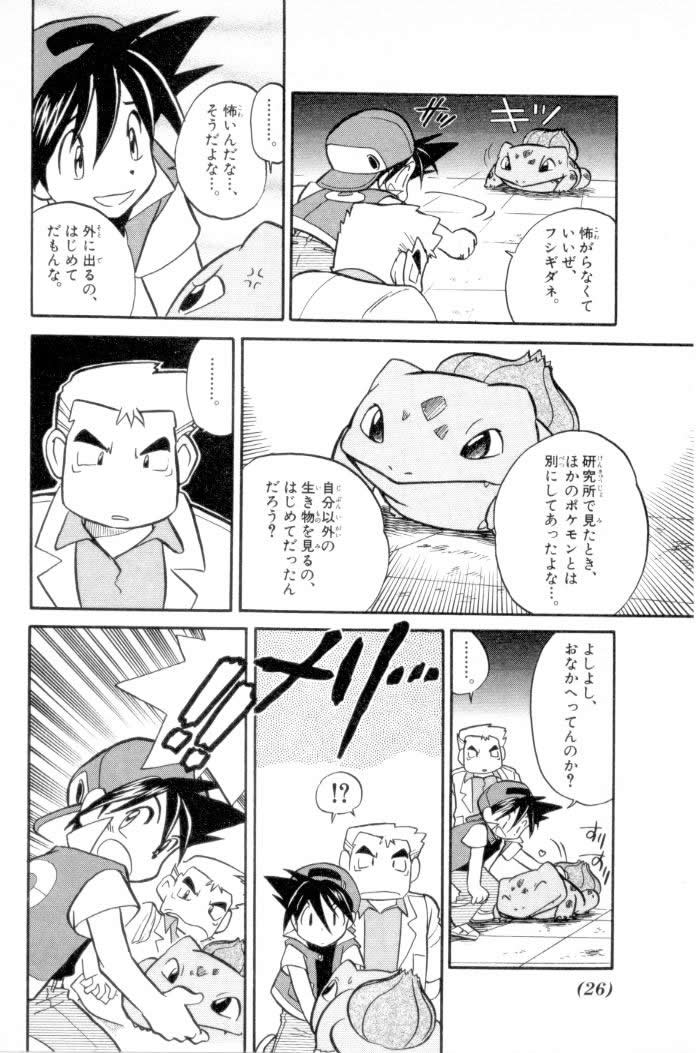 キッ
ザッ
怖がらなくて
いいぜ、
フシギダネ。
………。
怖いんだな…、
そうだよな…。
外に出るの、
はじめて
だもんな。
研究所で見たとき、
ほかのポケモンとは
別にしてあったよな…。
自分以外の
生き物を見るの、
はじめてだったん
だろう?
………。
よしよし、
おなかへってんのか?
………。
すりすり
メリ…
!?
!!
(26)